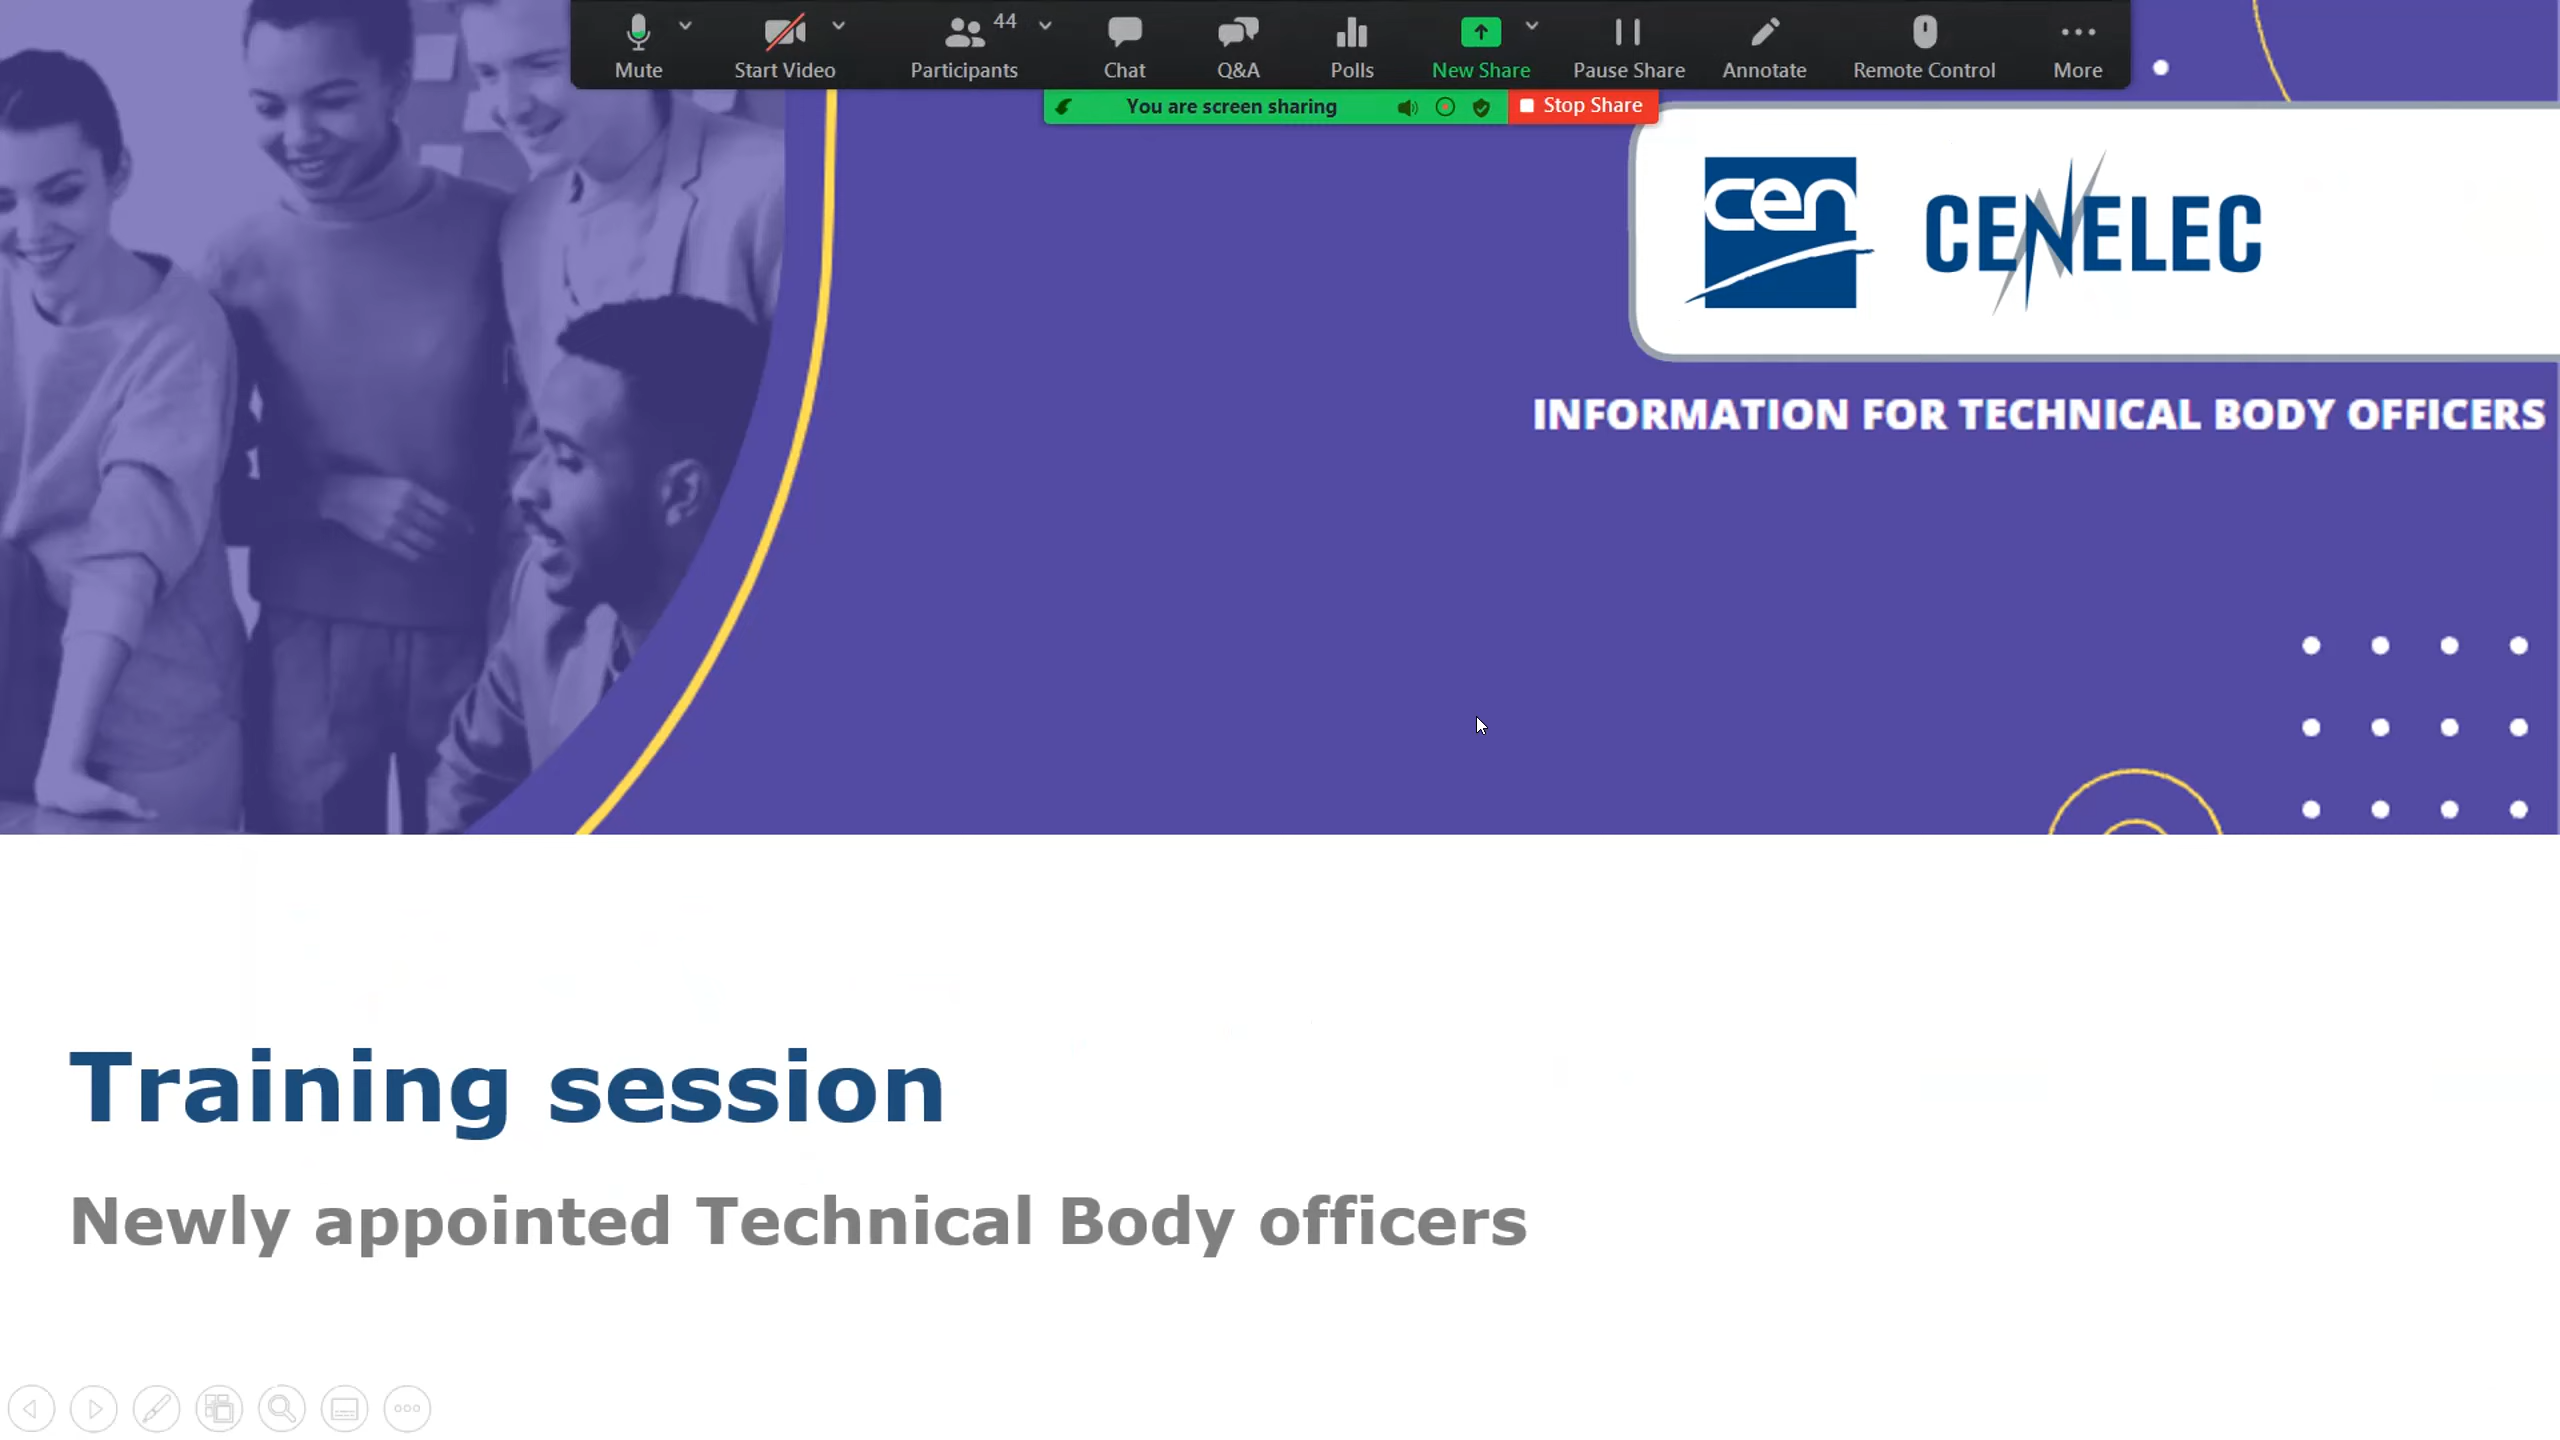 44
Mute
Start Video
Participants
Chat
Q&A
Polls
New Share
Pause Share
Annotate
Remote Control
More
You are screen sharing
Stop Share
cen
CENELEC
INFORMATION FOR TECHNICAL BODY OFFICERS
Training session
Newly appointed Technical Body officers